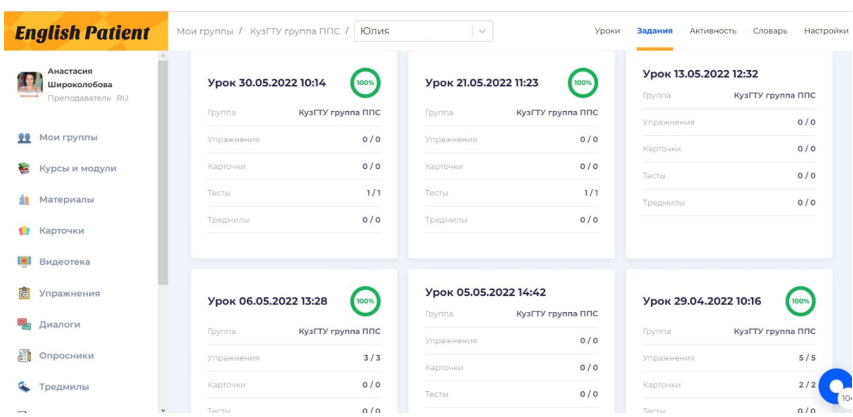 English Patient
Мои группы / КузГТУ группа ППС / Юлия
Уроки Задания Активность Словарь Настройки
Анастасия
Широколобова
Преподаватель RU
Мои группы
Курсы и модули
Материалы
Карточки
Видеотека
Упражнения
Диалоги
Опросники
Тредмилы
Урок 30.05.2022 10:14 100%
Группа КузГТУ группа ППС
Упражнения 0 / 0
Карточки 0 / 0
Тесты 1 / 1
Тредмилы 0 / 0
Урок 21.05.2022 11:23 100%
Группа КузГТУ группа ППС
Упражнения 0 / 0
Карточки 0 / 0
Тесты 1 / 1
Тредмилы 0 / 0
Урок 13.05.2022 12:32
Группа КузГТУ группа ППС
Упражнения 0 / 0
Карточки 0 / 0
Тесты 0 / 0
Тредмилы 0 / 0
Урок 06.05.2022 13:28 100%
Группа КузГТУ группа ППС
Упражнения 3 / 3
Карточки 0 / 0
Тесты 0 / 0
Урок 05.05.2022 14:42
Группа КузГТУ группа ППС
Упражнения 0 / 0
Карточки 0 / 0
Тесты 0 / 0
Урок 29.04.2022 10:16 100%
Группа КузГТУ группа ППС
Упражнения 5 / 5
Карточки 2 / 2
Тесты 0 / 0